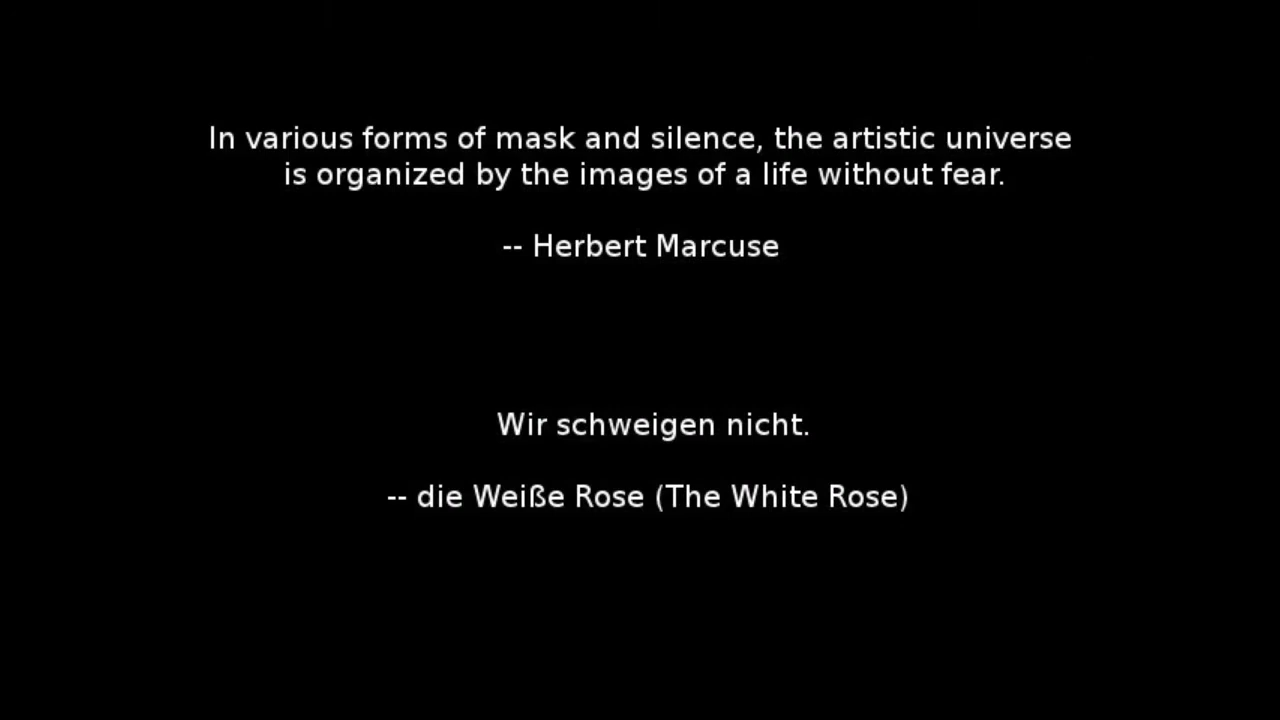 In various forms of mask and silence, the artistic universe
is organized by the images of a life without fear.
-- Herbert Marcuse
Wir schweigen nicht.
-- die Weiße Rose (The White Rose)